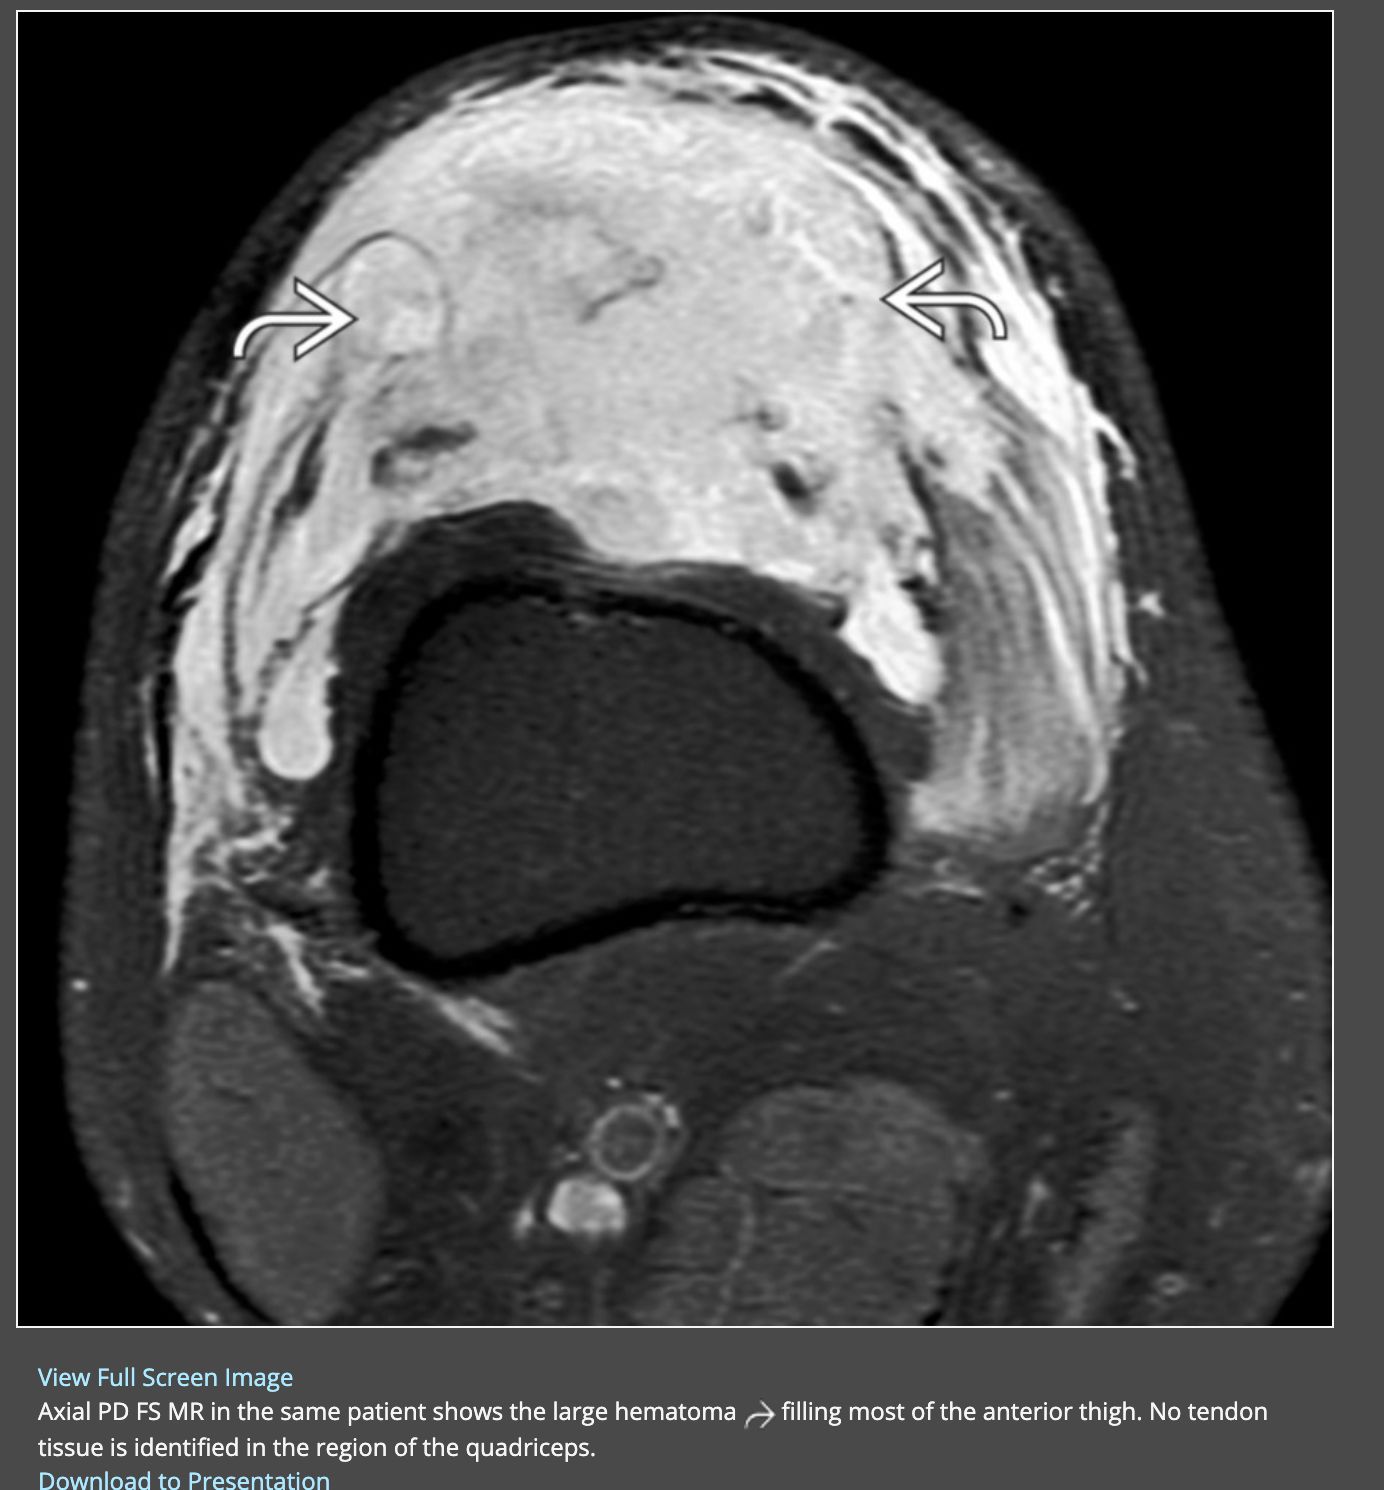 View Full Screen Image
Axial PD FS MR in the same patient shows the large hematoma filling most of the anterior thigh. No tendon
tissue is identified in the region of the quadriceps.
Download to Presentation